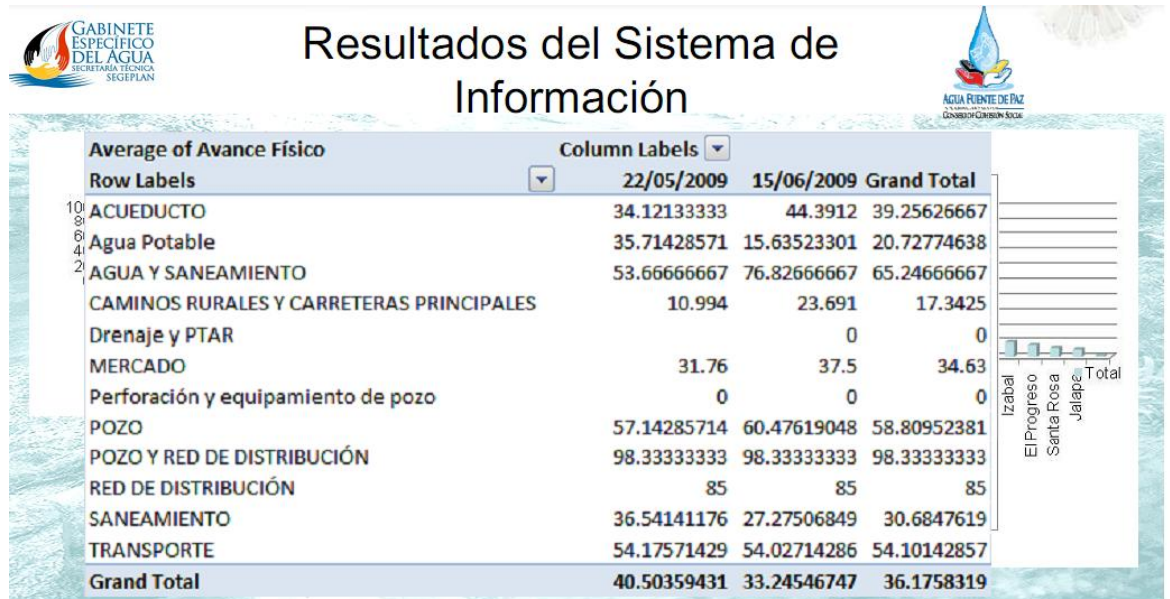 GABINETE
ESPECÍFICO
DEL AGUA
SECRETARÍA TÉCNICA
SEGEPLAN
Resultados del Sistema de
Información
AGUA FUENTE DE PAZ
CONSEJO DE COHESIÓN SOCIAL
Average of Avance Físico Column Labels
Row Labels 22/05/2009 15/06/2009 Grand Total
ACUEDUCTO 34.12133333 44.3912 39.25626667
Agua Potable 35.71428571 15.63523301 20.72774638
AGUA Y SANEAMIENTO 53.66666667 76.82666667 65.24666667
CAMINOS RURALES Y CARRETERAS PRINCIPALES 10.994 23.691 17.3425
Drenaje y PTAR 0 0
MERCADO 31.76 37.5 34.63
Perforación y equipamiento de pozo 0 0 0
POZO 57.14285714 60.47619048 58.80952381
POZO Y RED DE DISTRIBUCIÓN 98.33333333 98.33333333 98.33333333
RED DE DISTRIBUCIÓN 85 85 85
SANEAMIENTO 36.54141176 27.27506849 30.6847619
TRANSPORTE 54.17571429 54.02714286 54.10142857
Grand Total 40.50359431 33.24546747 36.1758319
Izabal
El Progreso
Santa Rosa
Jalapa
Total